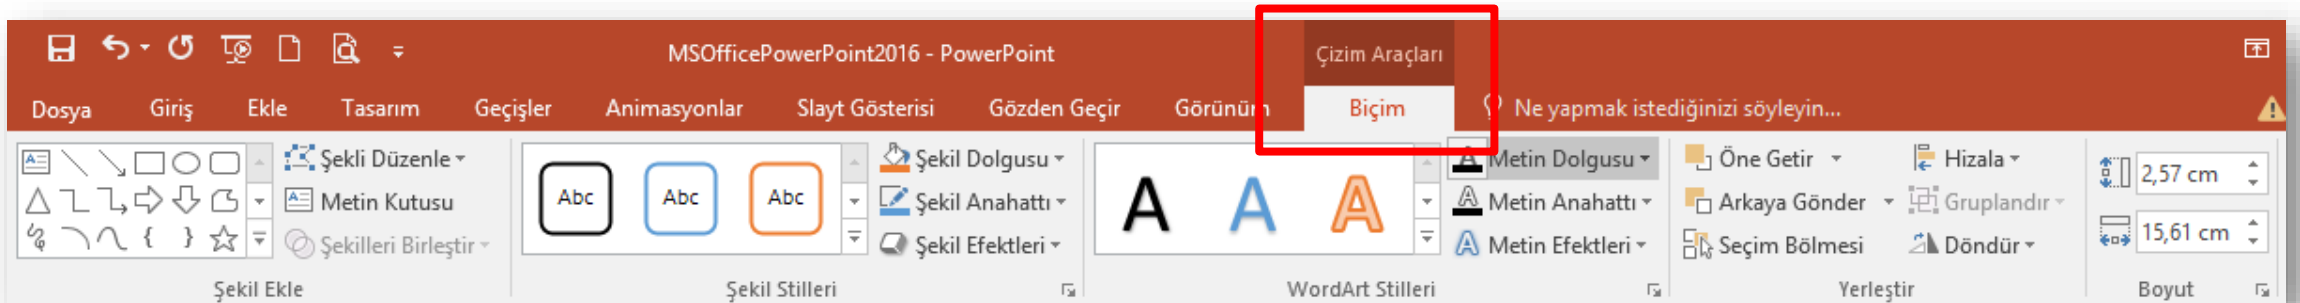 MSOfficePowerPoint2016 - PowerPoint
Çizim Araçları
Dosya Giriş Ekle Tasarım Geçişler Animasyonlar Slayt Gösterisi Gözden Geçir Görünüm Biçim Ne yapmak istediğinizi söyleyin...
A Şekli Düzenle Abc Abc Abc Şekil Dolgusu A A A A Metin Dolgusu Öne Getir Hizala 2,57 cm
A Metin Kutusu Şekil Anahattı A Metin Anahattı Arkaya Gönder Gruplandır
Şekilleri Birleştir Şekil Efektleri A Metin Efektleri Seçim Bölmesi Döndür 15,61 cm
Şekil Ekle Şekil Stilleri WordArt Stilleri Yerleştir Boyut